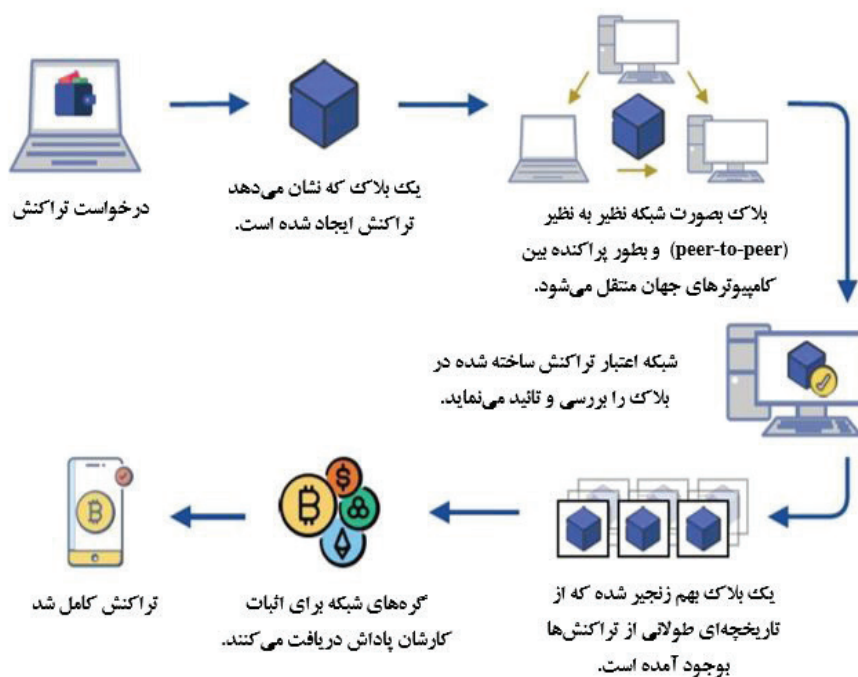 درخواست تراکنش
یک بلاک که نشان می‌دهد
تراکنش ایجاد شده است.
بلاک بصورت شبکه نظیر به نظیر
(peer-to-peer) و بطور پراکنده بین
کامپیوترهای جهان منتقل می‌شود.
شبکه اعتبار تراکنش ساخته شده در
بلاک را بررسی و تائید می‌نماید.
یک بلاک بهم زنجیر شده که از
تاریخچه‌ای طولانی از تراکنش‌ها
بوجود آمده است.
گره‌های شبکه برای اثبات
کارشان پاداش دریافت می‌کنند.
تراکنش کامل شد